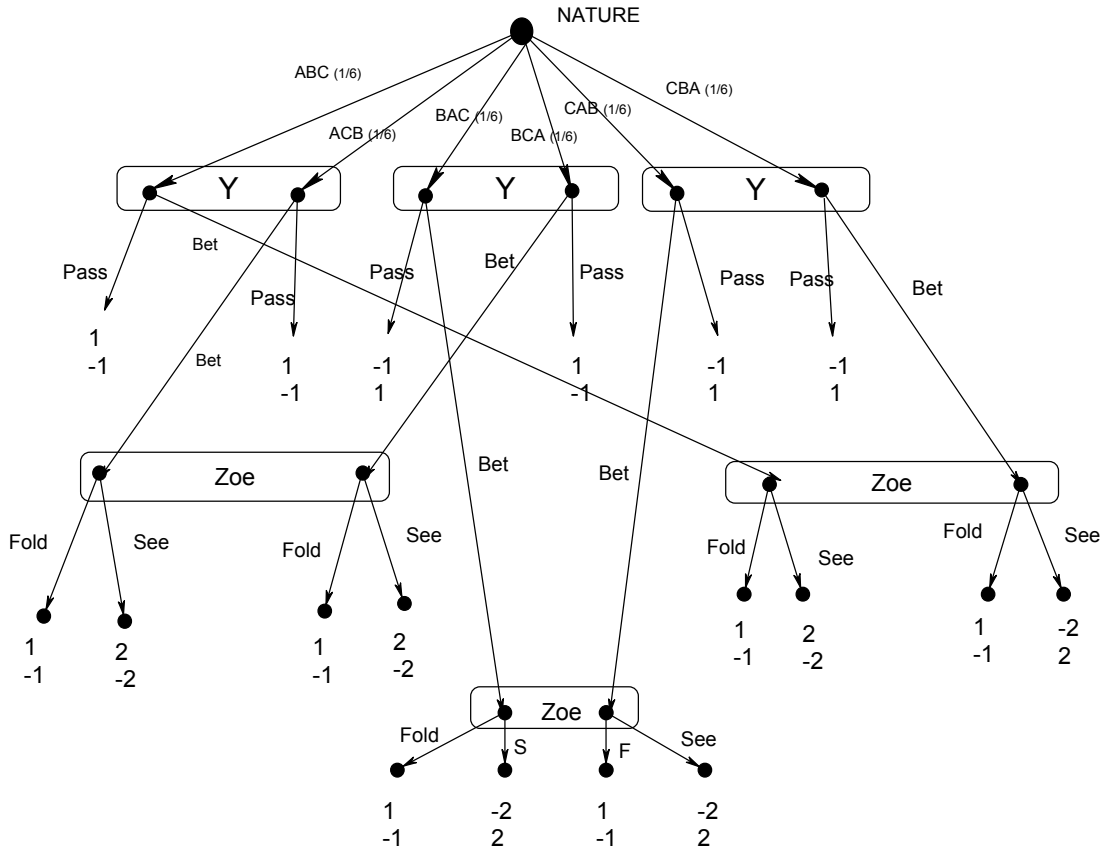 NATURE
ABC (1/6)
CBA (1/6)
BAC (1/6)
CAB (1/6)
ACB (1/6)
BCA (1/6)
Y
Y
Y
Bet
Bet
Pass
Pass
Pass
Pass
Pass
Pass
Bet
1
-1
Bet
1
-1
-1
1
1
-1
-1
1
-1
1
Bet
Bet
Zoe
Zoe
Fold
See
Fold
See
Fold
See
Fold
See
1
-1
2
-2
1
-1
2
-2
1
-1
2
-2
1
-1
-2
2
Zoe
Fold
S
F
See
1
-1
-2
2
1
-1
-2
2